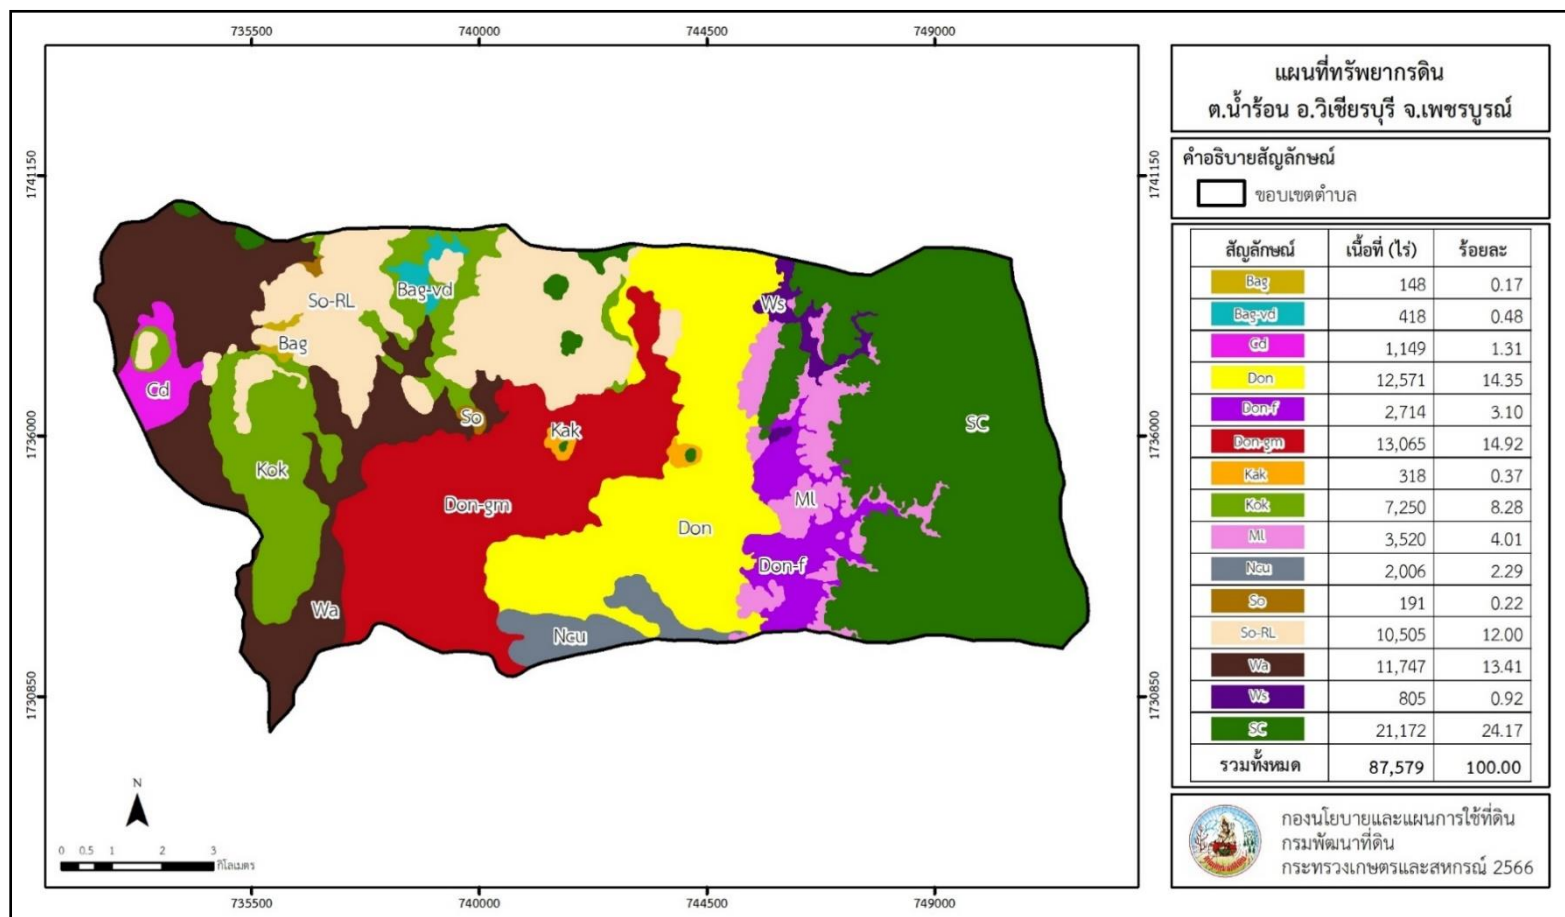 735500 740000 744500 749000
1741150 1741150
1736000 1736000
1730850 1730850
So-RL
Bag-vd
Ws
Bag
Gd
So
Kak
SC
Kok
Don-gm
Ml
Don
Don-f
Wa
Ncu
N
0 0.5 1 2 3
กิโลเมตร
735500 740000 744500 749000
แผนที่ทรัพยากรดิน
ต.น้ำร้อน อ.วิเชียรบุรี จ.เพชรบูรณ์
คำอธิบายสัญลักษณ์
ขอบเขตตำบล
สัญลักษณ์ เนื้อที่ (ไร่) ร้อยละ
Bag 148 0.17
Bag-vd 418 0.48
Gd 1,149 1.31
Don 12,571 14.35
Don-f 2,714 3.10
Don-gm 13,065 14.92
Kak 318 0.37
Kok 7,250 8.28
Ml 3,520 4.01
Ncu 2,006 2.29
So 191 0.22
So-RL 10,505 12.00
Wa 11,747 13.41
Ws 805 0.92
SC 21,172 24.17
รวมทั้งหมด 87,579 100.00
กองนโยบายและแผนการใช้ที่ดิน
กรมพัฒนาที่ดิน
กระทรวงเกษตรและสหกรณ์ 2566